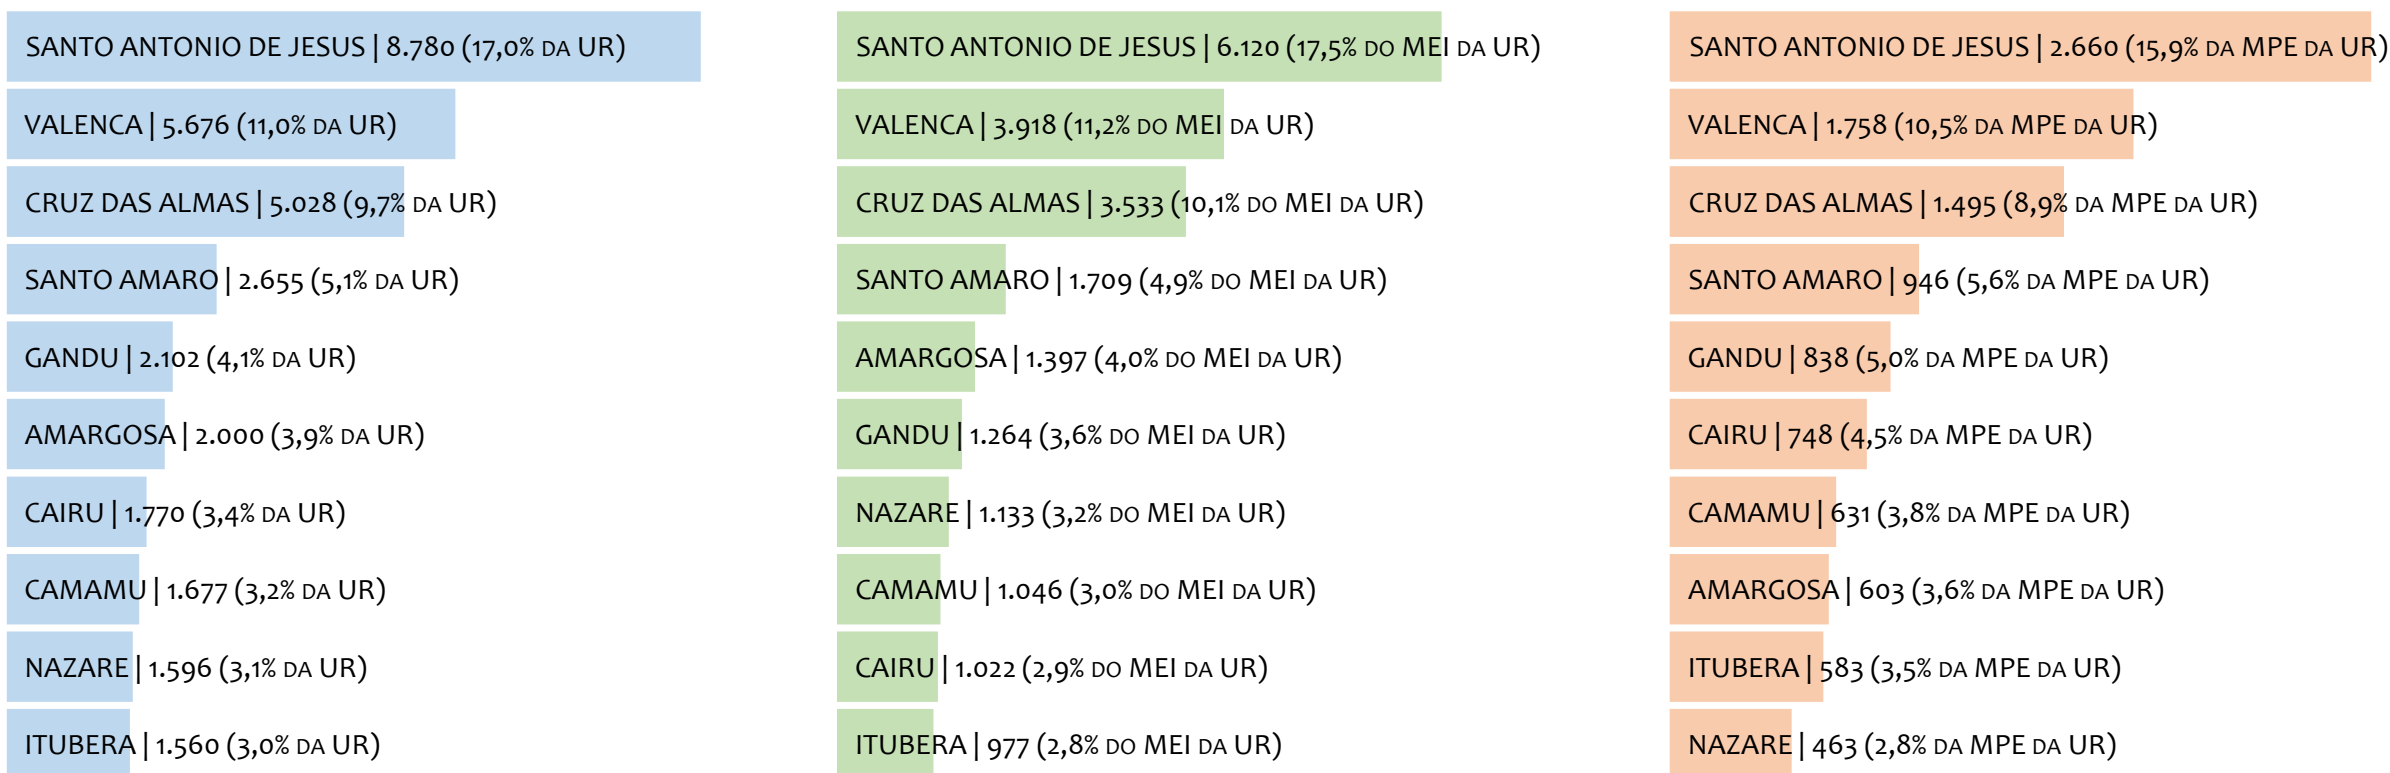 SANTO ANTONIO DE JESUS | 8.780 (17,0% DA UR)
VALENCA | 5.676 (11,0% DA UR)
CRUZ DAS ALMAS | 5.028 (9,7% DA UR)
SANTO AMARO | 2.655 (5,1% DA UR)
GANDU | 2.102 (4,1% DA UR)
AMARGOSA | 2.000 (3,9% DA UR)
CAIRU | 1.770 (3,4% DA UR)
CAMAMU | 1.677 (3,2% DA UR)
NAZARE | 1.596 (3,1% DA UR)
ITUBERA | 1.560 (3,0% DA UR)
SANTO ANTONIO DE JESUS | 6.120 (17,5% DO MEI DA UR)
VALENCA | 3.918 (11,2% DO MEI DA UR)
CRUZ DAS ALMAS | 3.533 (10,1% DO MEI DA UR)
SANTO AMARO | 1.709 (4,9% DO MEI DA UR)
AMARGOSA | 1.397 (4,0% DO MEI DA UR)
GANDU | 1.264 (3,6% DO MEI DA UR)
NAZARE | 1.133 (3,2% DO MEI DA UR)
CAMAMU | 1.046 (3,0% DO MEI DA UR)
CAIRU | 1.022 (2,9% DO MEI DA UR)
ITUBERA | 977 (2,8% DO MEI DA UR)
SANTO ANTONIO DE JESUS | 2.660 (15,9% DA MPE DA UR)
VALENCA | 1.758 (10,5% DA MPE DA UR)
CRUZ DAS ALMAS | 1.495 (8,9% DA MPE DA UR)
SANTO AMARO | 946 (5,6% DA MPE DA UR)
GANDU | 838 (5,0% DA MPE DA UR)
CAIRU | 748 (4,5% DA MPE DA UR)
CAMAMU | 631 (3,8% DA MPE DA UR)
AMARGOSA | 603 (3,6% DA MPE DA UR)
ITUBERA | 583 (3,5% DA MPE DA UR)
NAZARE | 463 (2,8% DA MPE DA UR)